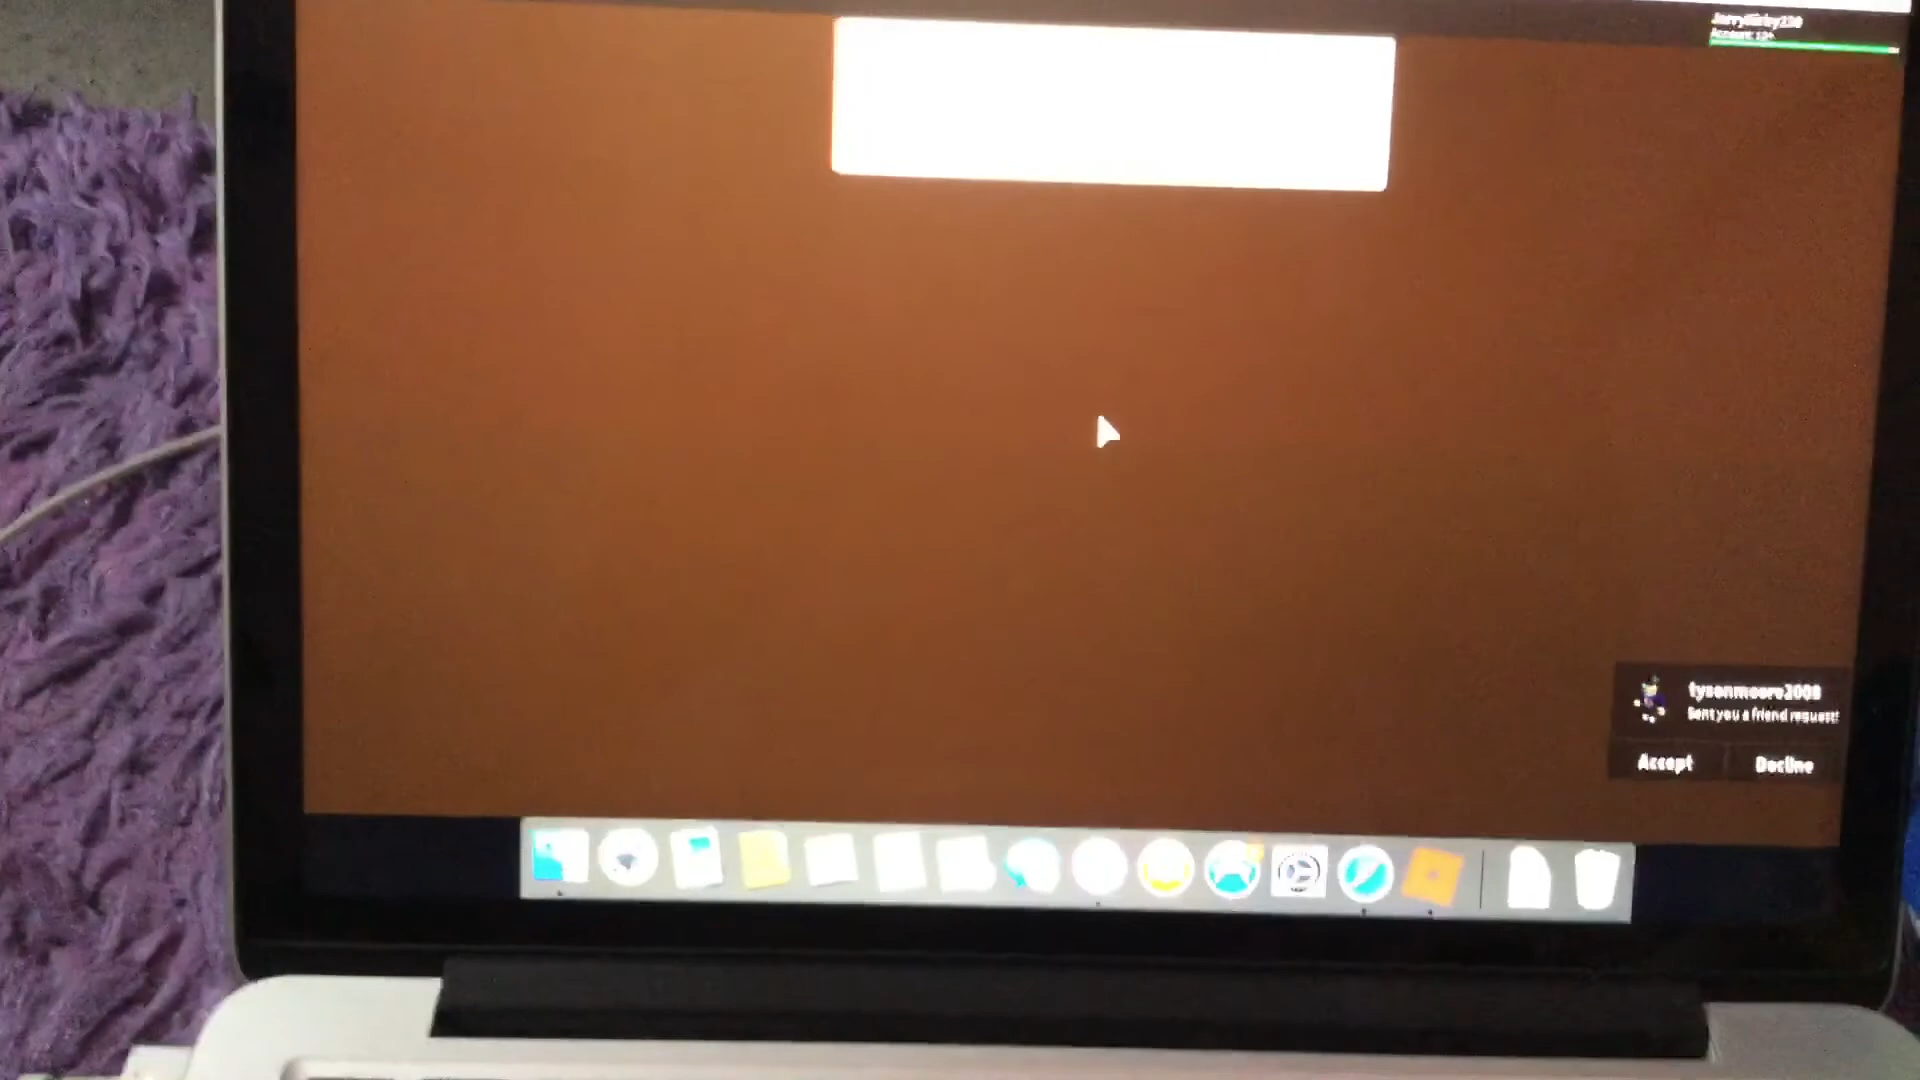 tysonmoore2008
Sent you a friend request!
Accept
Decline